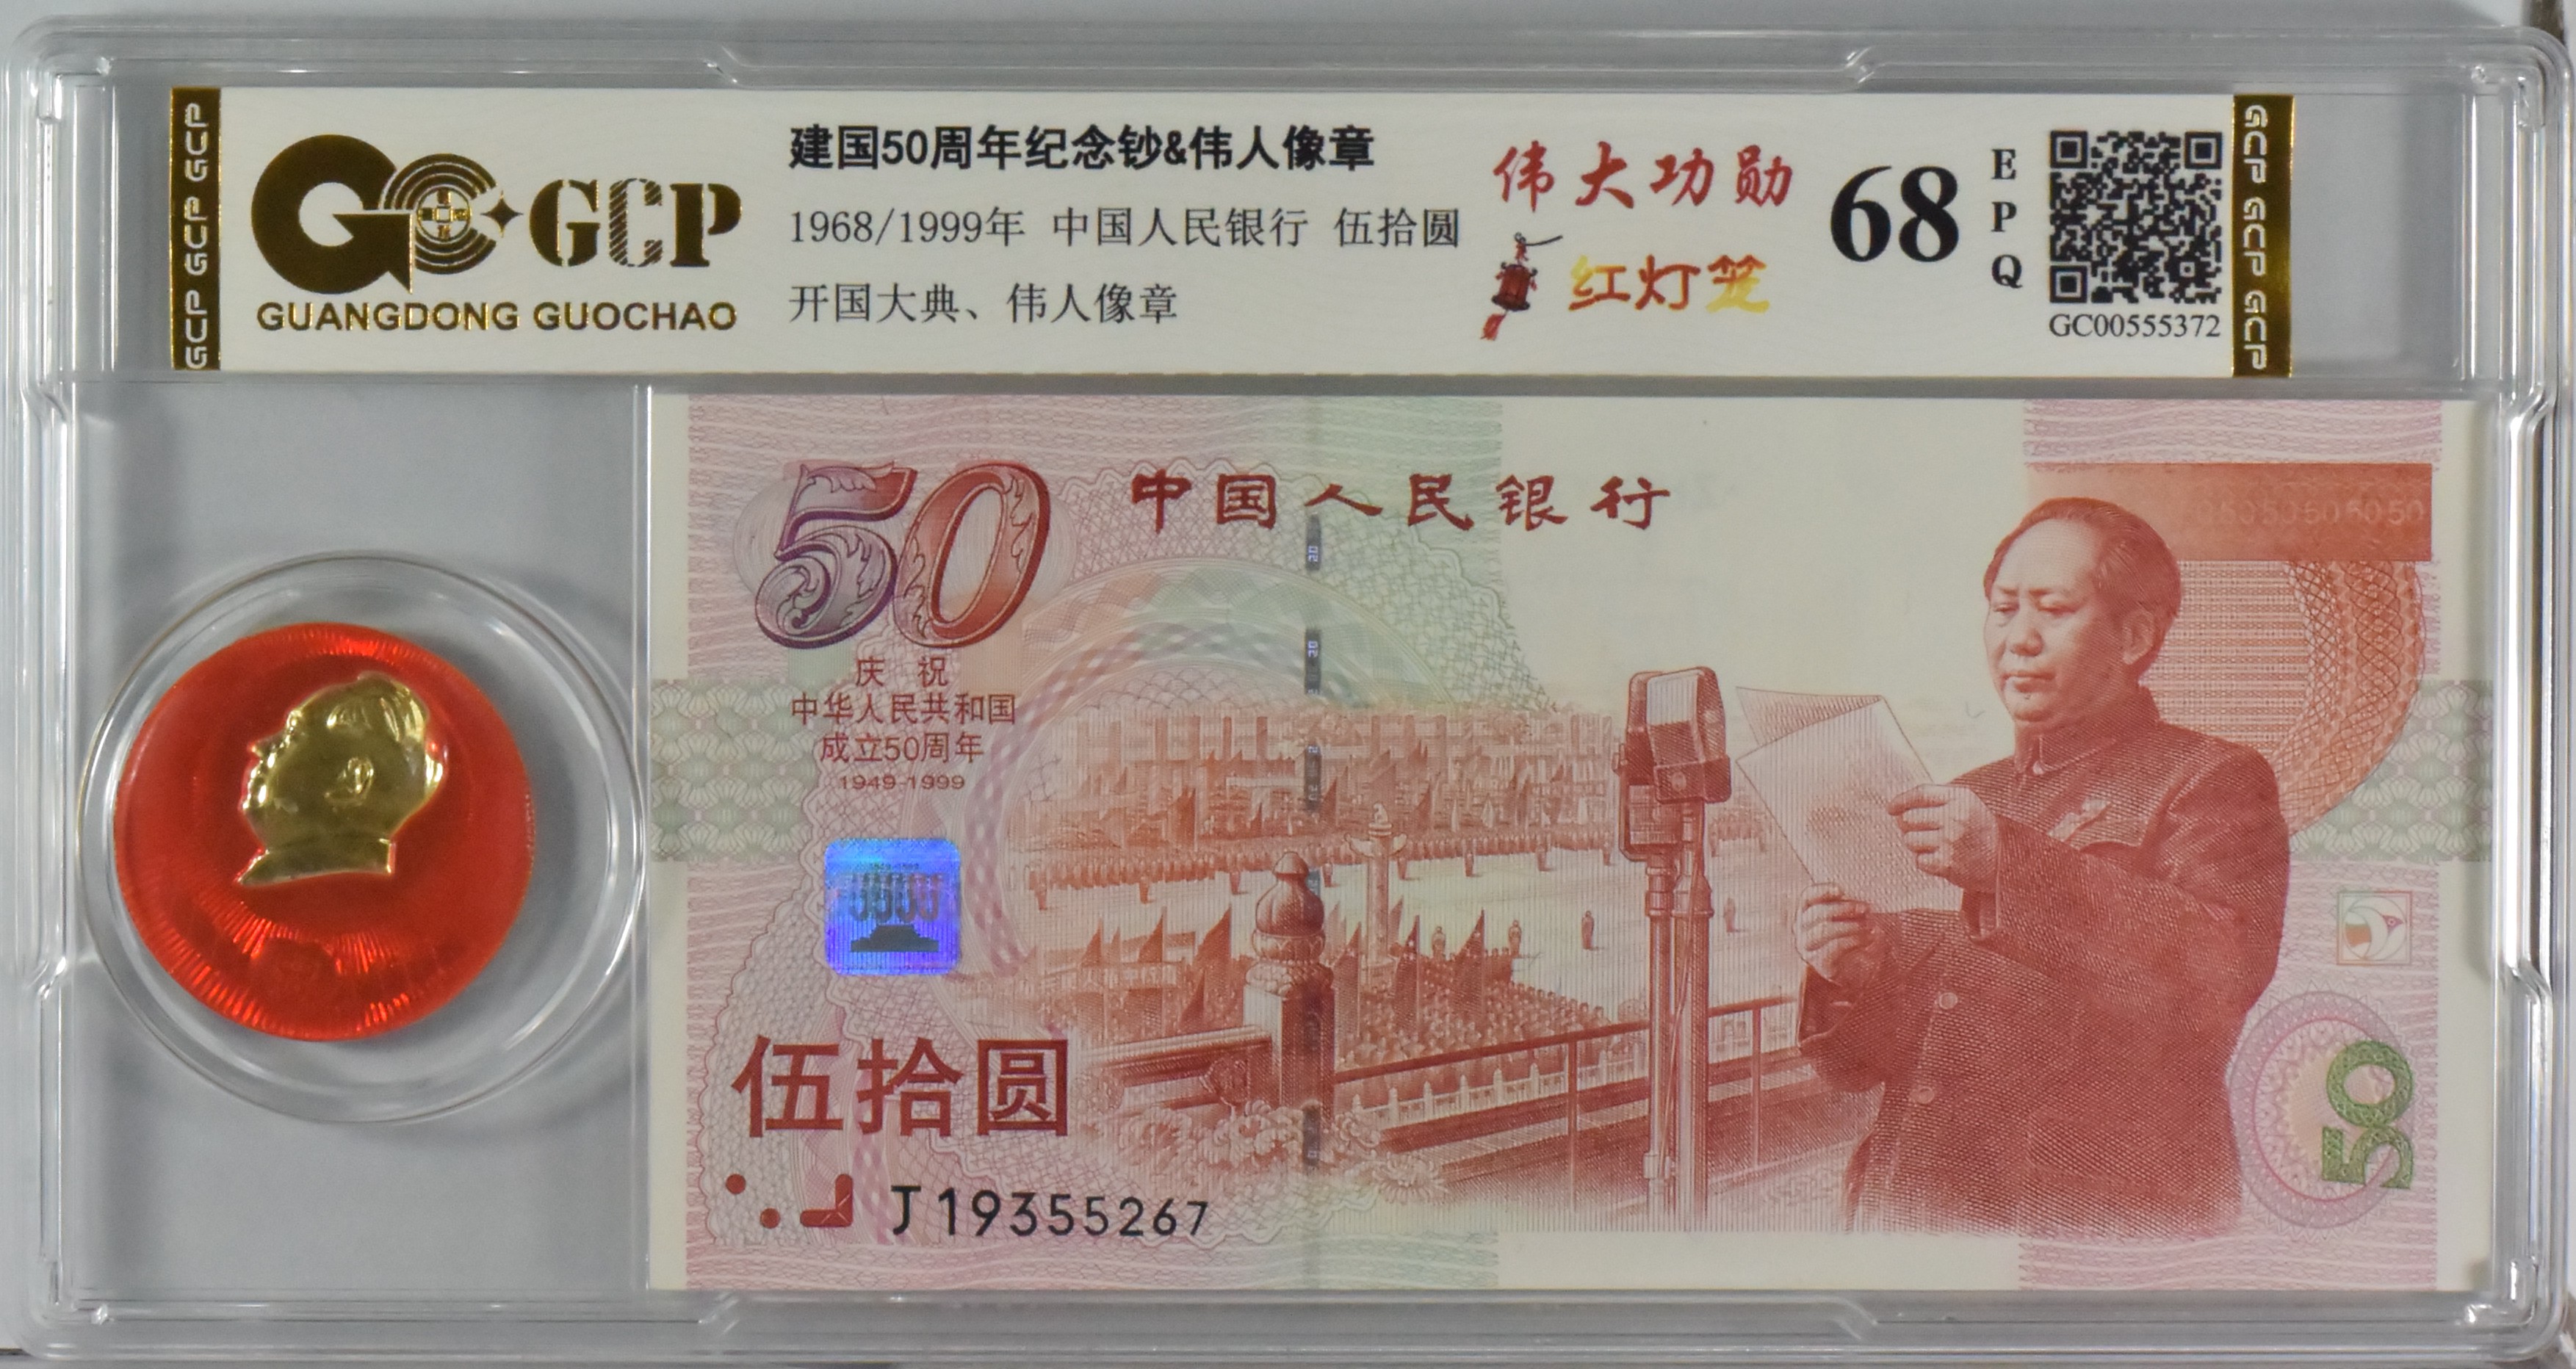 GCP GCP GCP
GCP
GUANGDONG GUOCHAO
建国50周年纪念钞&伟人像章
1968/1999年 中国人民银行 伍拾圆
开国大典、伟人像章
伟大功勋
红灯笼
68
E
P
Q
GC00555372
GCP GCP GCP
50
中国人民银行
庆祝
中华人民共和国
成立50周年
1949-1999
伍拾圆
J19355267
50